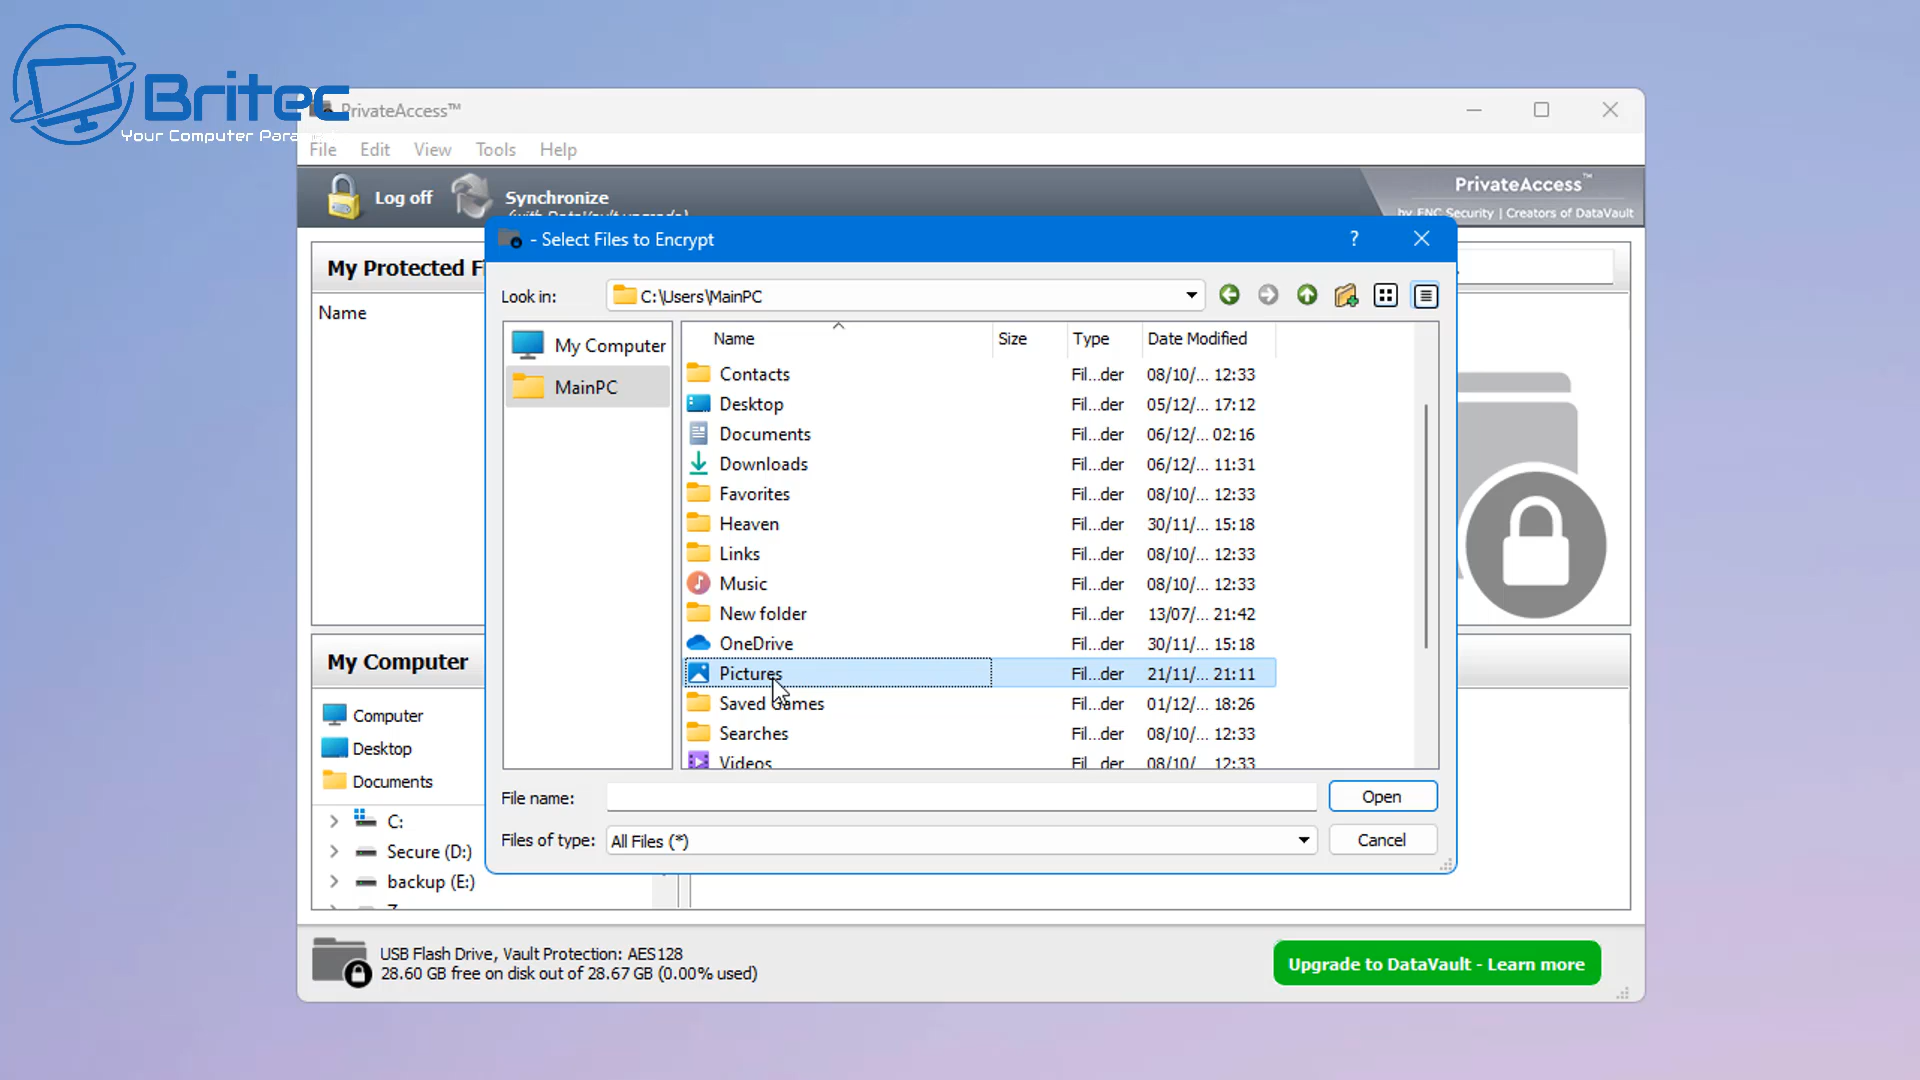 Britec
Your Computer Para
PrivateAccess™
File Edit View Tools Help
Log off
Synchronize
PrivateAccess™
by ENC Security | Creators of DataVault
- Select Files to Encrypt
?
My Protected Fi
Look in:
C:\Users\MainPC
Name
My Computer
MainPC
Name Size Type Date Modified
Contacts Fil...der 08/10/... 12:33
Desktop Fil...der 05/12/... 17:12
Documents Fil...der 06/12/... 02:16
Downloads Fil...der 06/12/... 11:31
Favorites Fil...der 08/10/... 12:33
Heaven Fil...der 30/11/... 15:18
Links Fil...der 08/10/... 12:33
Music Fil...der 08/10/... 12:33
New folder Fil...der 13/07/... 21:42
OneDrive Fil...der 30/11/... 15:18
Pictures Fil...der 21/11/... 21:11
Saved Games Fil...der 01/12/... 18:26
Searches Fil...der 08/10/... 12:33
Videos Fil...der 08/10/... 12:33
File name:
Open
Files of type:
All Files (*)
Cancel
My Computer
Computer
Desktop
Documents
C:
Secure (D:)
backup (E:)
USB Flash Drive, Vault Protection: AES128
28.60 GB free on disk out of 28.67 GB (0.00% used)
Upgrade to DataVault - Learn more